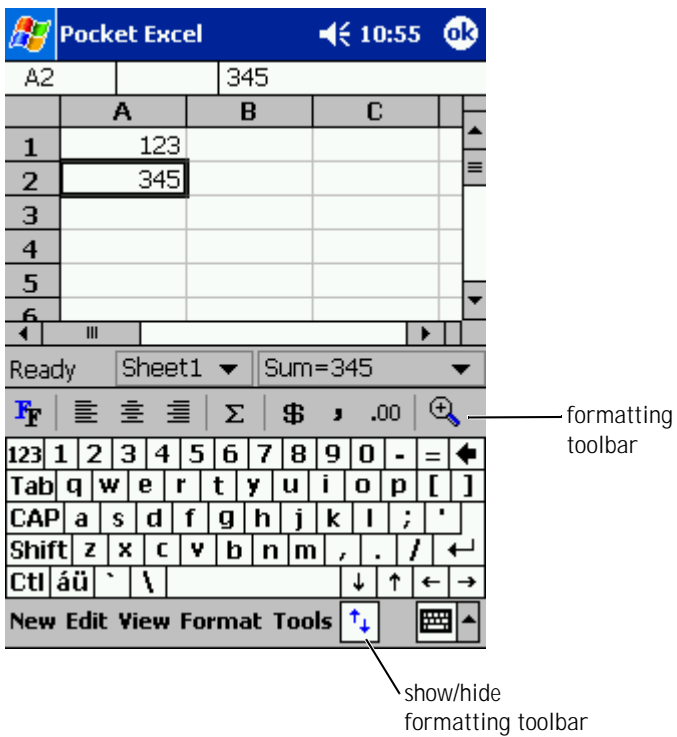 Pocket Excel 10:55 ok
A2 345
A B C
1 123
2 345
3
4
5
6
Ready Sheet1 Sum=345
FF Σ $ , .00
formatting
toolbar
123 1 2 3 4 5 6 7 8 9 0 - =
Tab q w e r t y u i o p [ ]
CAP a s d f g h j k l ; '
Shift z x c v b n m , . /
Ctl áü ` \
New Edit View Format Tools
show/hide
formatting toolbar